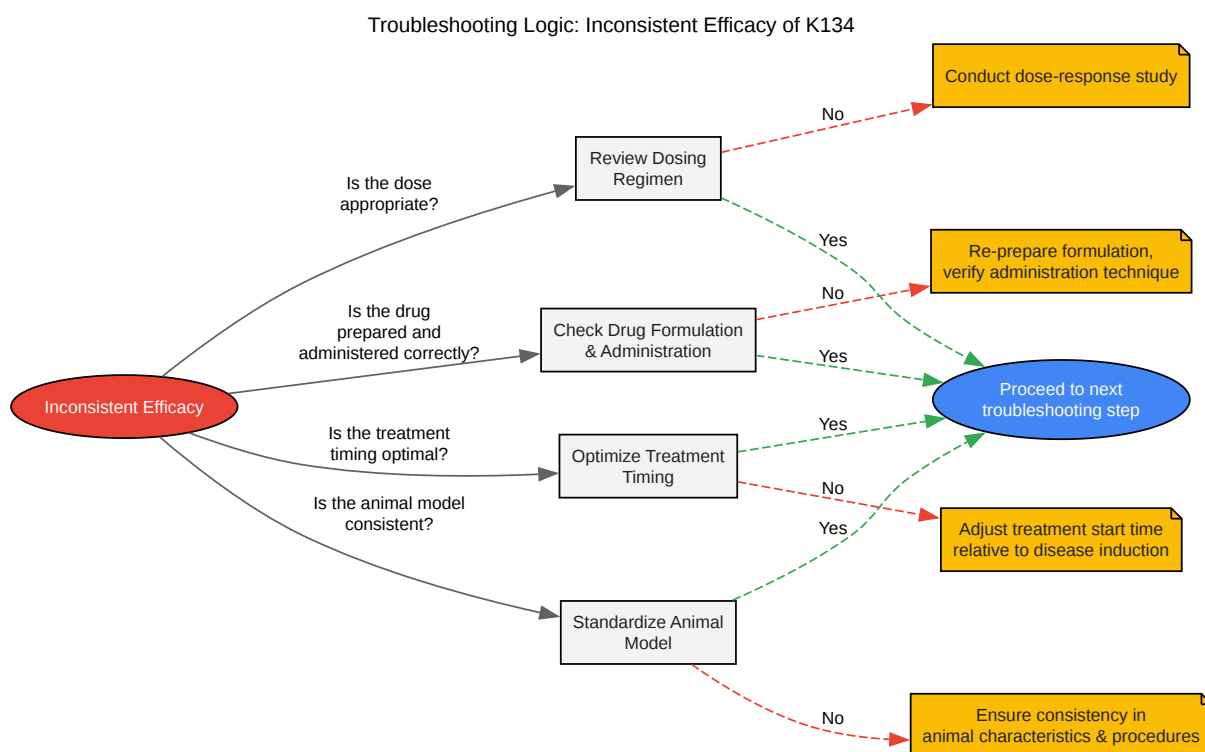 Troubleshooting Logic: Inconsistent Efficacy of K134
Conduct dose-response study
No
Review Dosing
Regimen
Is the dose
appropriate?
Yes
Re-prepare formulation,
verify administration technique
No
Is the drug
prepared and
administered correctly?
Check Drug Formulation
& Administration
Yes
Proceed to next
troubleshooting step
Inconsistent Efficacy
Is the treatment
timing optimal?
Optimize Treatment
Timing
Yes
No
Adjust treatment start time
relative to disease induction
Is the animal model
consistent?
Yes
Standardize Animal
Model
No
Ensure consistency in
animal characteristics & procedures